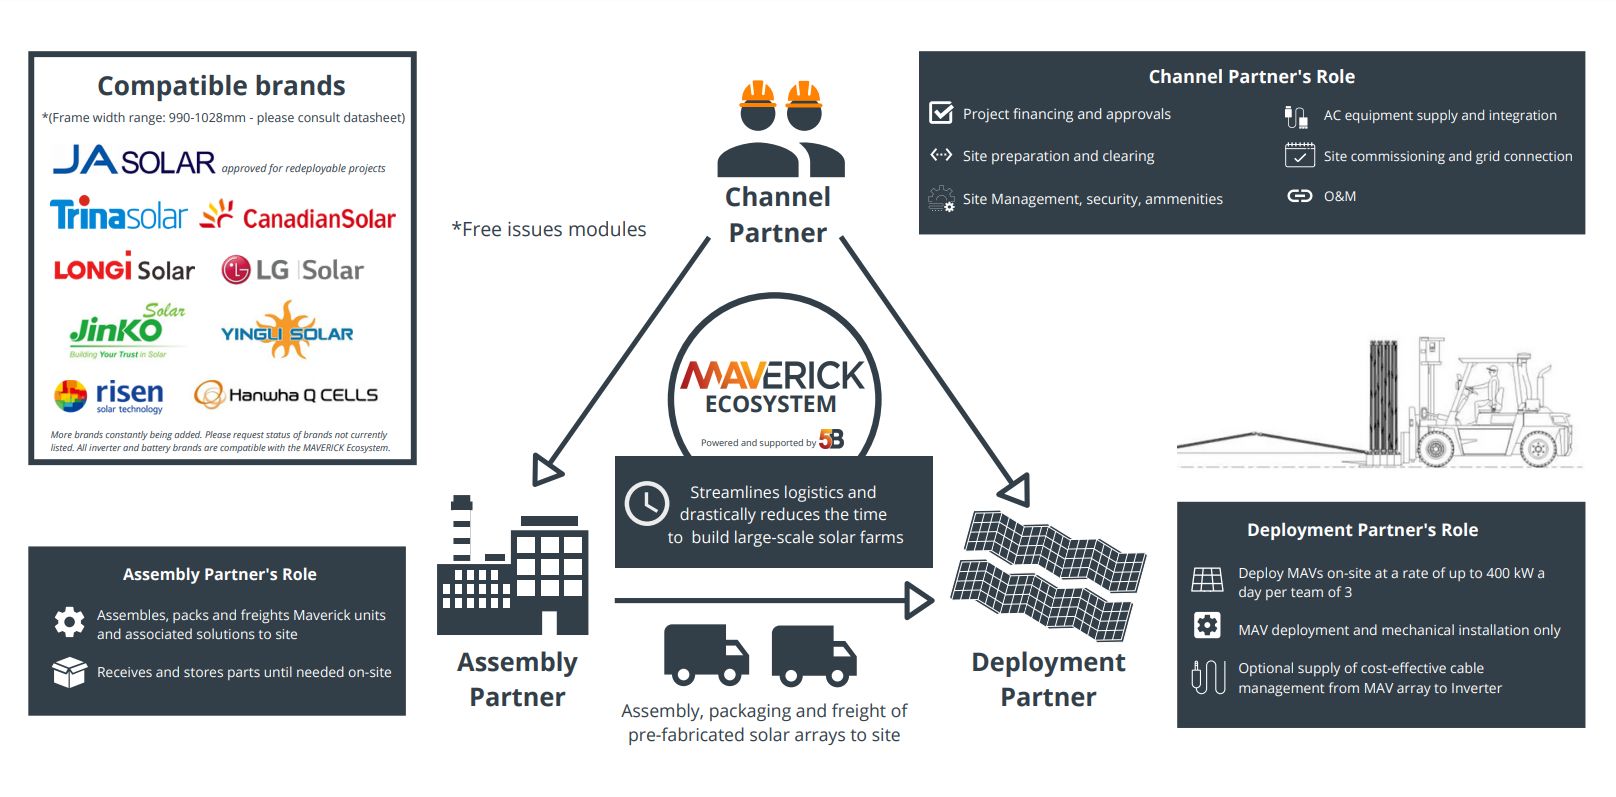 Compatible brands
*(Frame width range: 990-1028mm - please consult datasheet)
JA SOLAR approved for redeployable projects
Trinasolar CanadianSolar
LONGi Solar LG Solar
Solar
JinKO
Building Your Trust in Solar
YINGLI SOLAR
risen
solar technology
Hanwha Q CELLS
More brands constantly being added. Please request status of brands not currently
listed. All inverter and battery brands are compatible with the MAVERICK Ecosystem.
Channel
Partner
*Free issues modules
Channel Partner's Role
Project financing and approvals
Site preparation and clearing
Site Management, security, ammenities
AC equipment supply and integration
Site commissioning and grid connection
O&M
MAVERICK
ECOSYSTEM
Powered and supported by 5B
Streamlines logistics and
drastically reduces the time
to build large-scale solar farms
Assembly Partner's Role
Assembles, packs and freights Maverick units
and associated solutions to site
Receives and stores parts until needed on-site
Assembly
Partner
Assembly, packaging and freight of
pre-fabricated solar arrays to site
Deployment
Partner
Deployment Partner's Role
Deploy MAVs on-site at a rate of up to 400 kW a
day per team of 3
MAV deployment and mechanical installation only
Optional supply of cost-effective cable
management from MAV array to Inverter